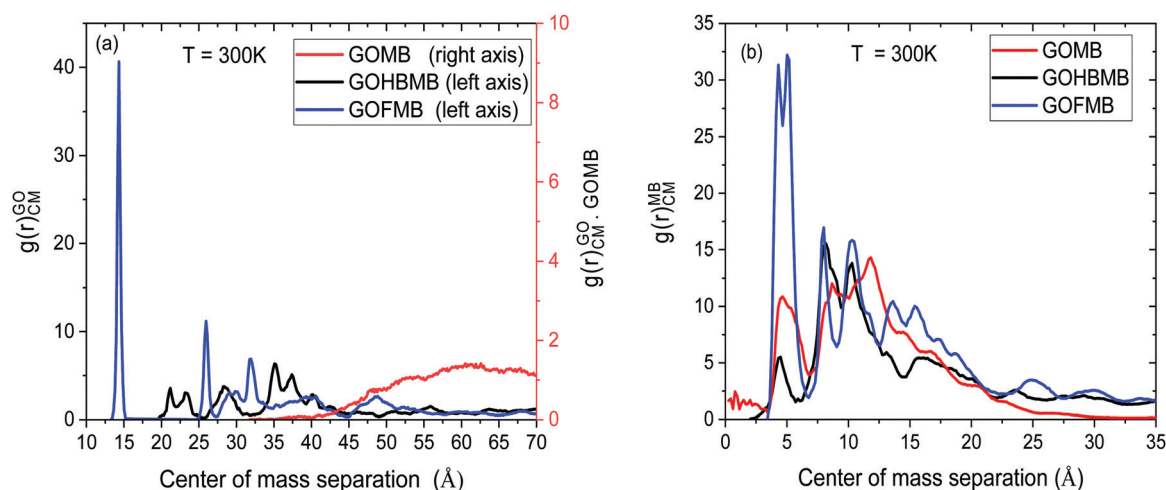 (a)
T = 300K
GOMB (right axis)
GOHBMB (left axis)
GOFMB (left axis)
g(r)CM GO
40
30
20
10
0
10 15 20 25 30 35 40 45 50 55 60 65 70
Center of mass separation (Å)
10
8
6
4
2
0
g(r)CM GO . GOMB
(b)
T = 300K
GOMB
GOHBMB
GOFMB
g(r)CM MB
35
30
25
20
15
10
5
0
0 5 10 15 20 25 30 35
Center of mass separation (Å)